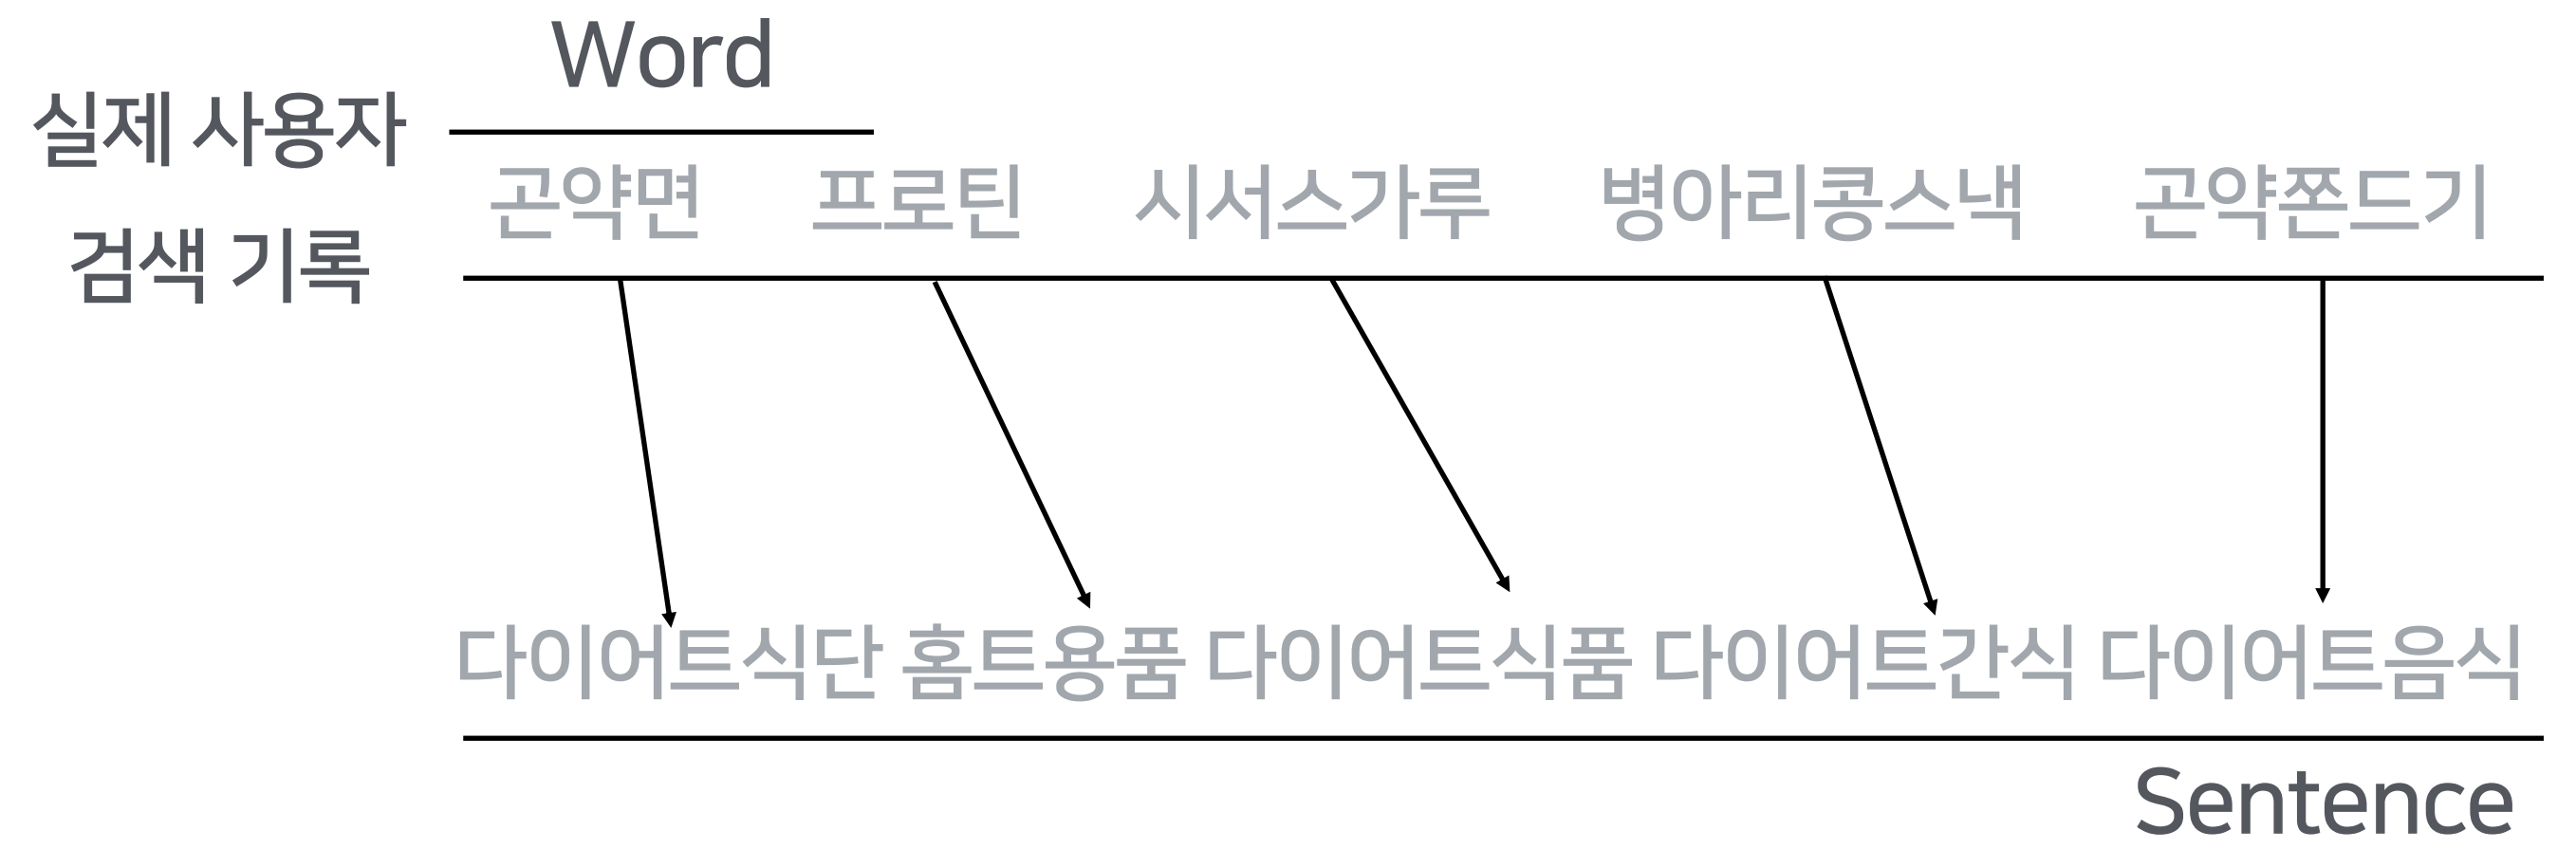 Word
실제 사용자
검색 기록
곤약면 프로틴 시서스가루 병아리콩스낵 곤약쫀드기
다이어트식단 홈트용품 다이어트식품 다이어트간식 다이어트음식
Sentence